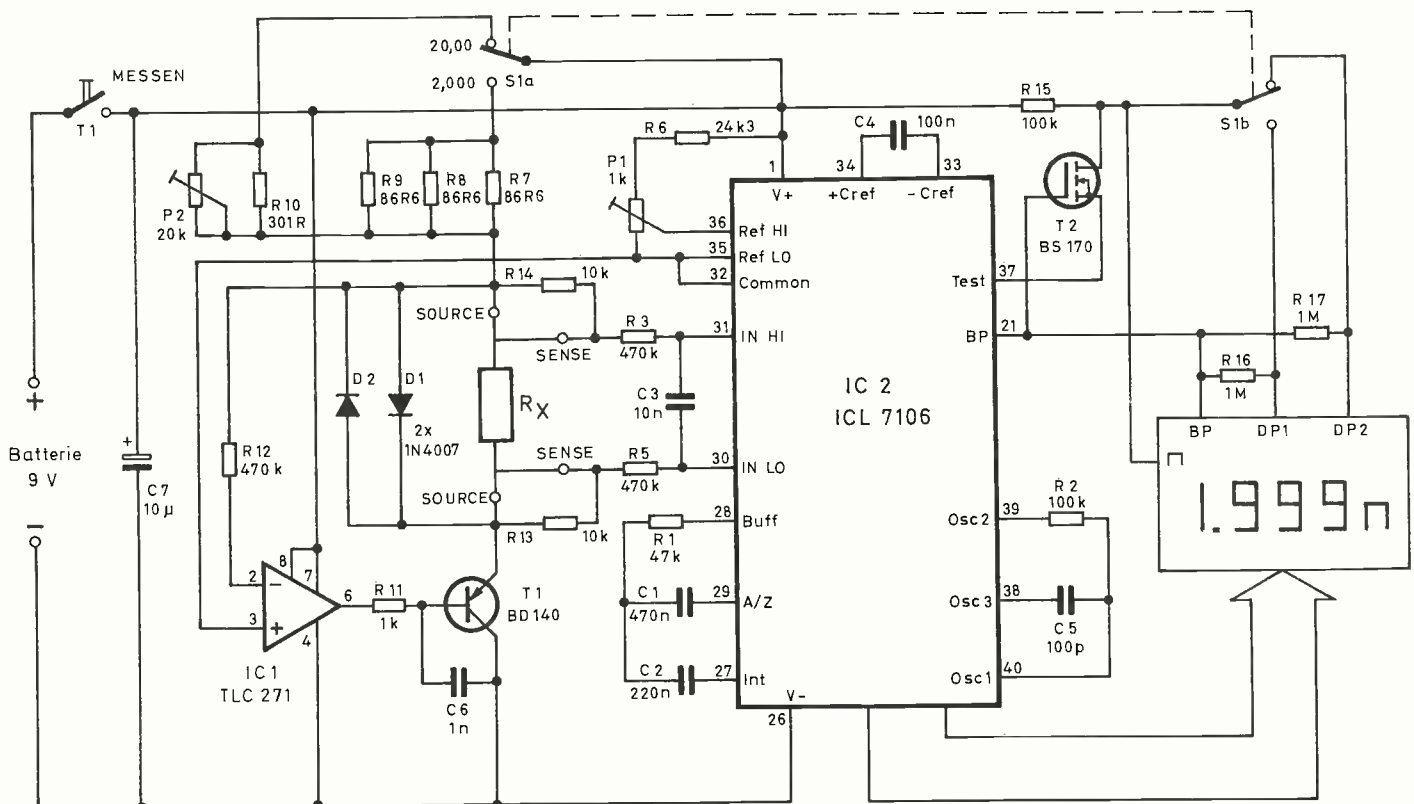 MESSEN
T1
20,00
2,000
S1a
S1b
R15
100k
R6
24k3
C4
100n
34
33
1
V+
+Cref
-Cref
P1
1k
R9
86R6
R8
86R6
R7
86R6
P2
20k
R10
301R
36
Ref HI
35
Ref LO
32
Common
T2
BS 170
37
Test
R14
10k
SOURCE
SENSE
R3
470k
31
IN HI
BP
21
R17
1M
R16
1M
D2
D1
2x
1N4007
RX
C3
10n
IC 2
ICL 7106
BP
DP1
DP2
Batterie
9 V
+
C7
10µ
R12
470k
SENSE
SOURCE
R5
470k
30
IN LO
R13
10k
28
Buff
R1
47k
1.999n
Osc2
39
R2
100k
8
7
2
3
6
4
IC1
TLC 271
R11
1k
T1
BD140
C1
470n
29
A/Z
Osc3
38
C5
100p
C6
1n
C2
220n
27
Int
Osc1
40
V-
26